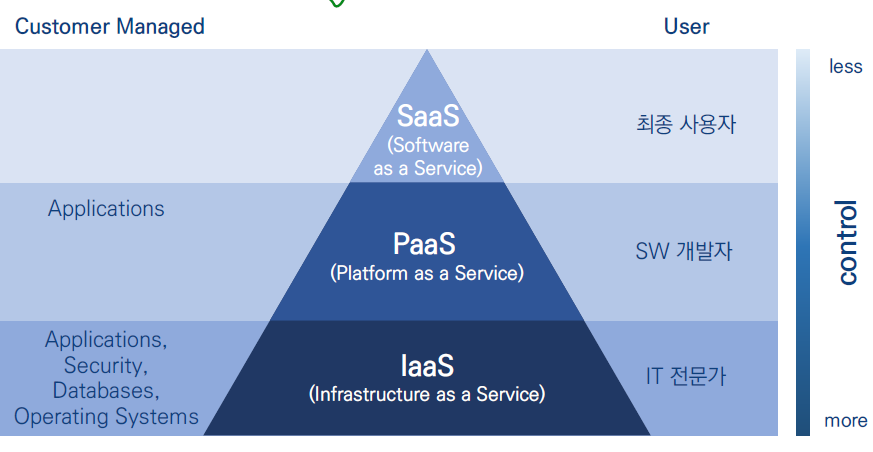 Customer Managed
User
less
SaaS
(Software
as a Service)
최종 사용자
Applications
PaaS
(Platform as a Service)
SW 개발자
control
Applications,
Security,
Databases,
Operating Systems
IaaS
(Infrastructure as a Service)
IT 전문가
more